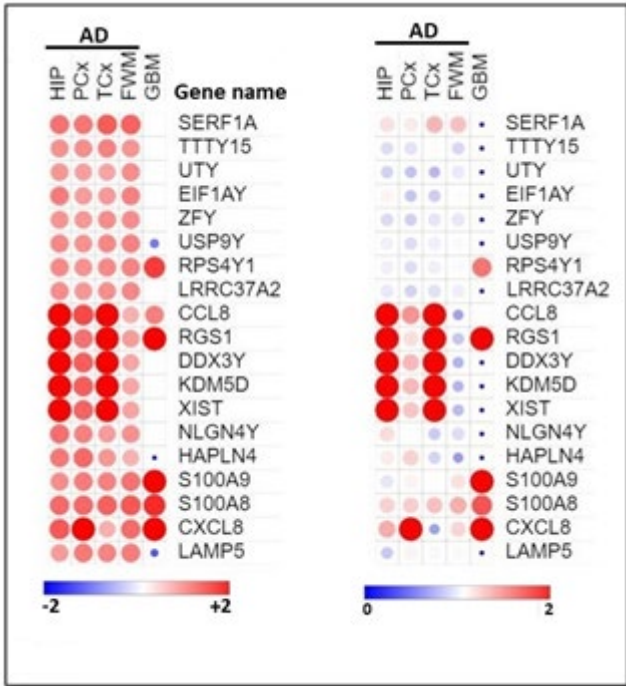 AD AD
HIP PCx TCx FWM GBM Gene name HIP PCx TCx FWM GBM
SERF1A SERF1A
TTTY15 TTTY15
UTY UTY
EIF1AY EIF1AY
ZFY ZFY
USP9Y USP9Y
RPS4Y1 RPS4Y1
LRRC37A2 LRRC37A2
CCL8 CCL8
RGS1 RGS1
DDX3Y DDX3Y
KDM5D KDM5D
XIST XIST
NLGN4Y NLGN4Y
HAPLN4 HAPLN4
S100A9 S100A9
S100A8 S100A8
CXCL8 CXCL8
LAMP5 LAMP5
-2 +2 0 2